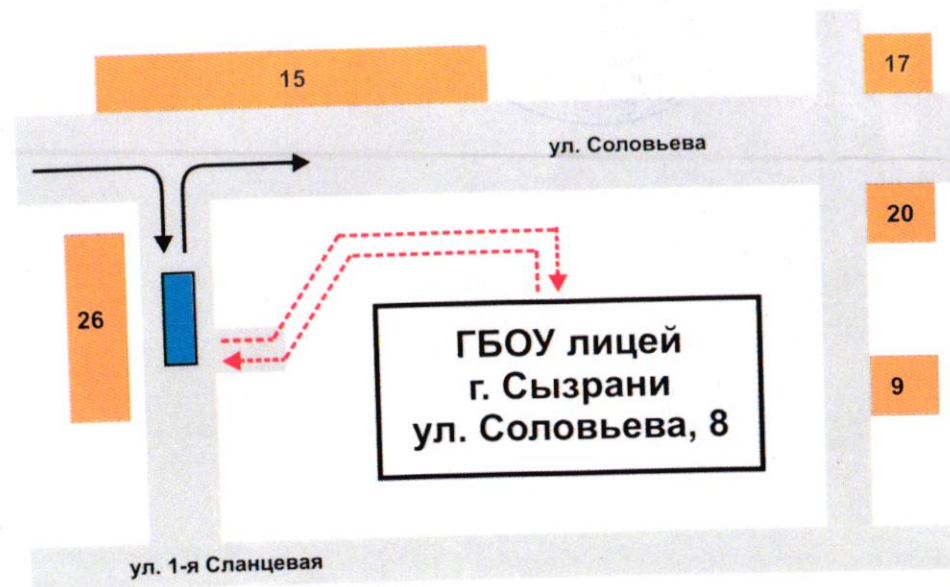 15
17
ул. Соловьева
20
26
ГБОУ лицей
г. Сызрани
ул. Соловьева, 8
9
ул. 1-я Сланцевая